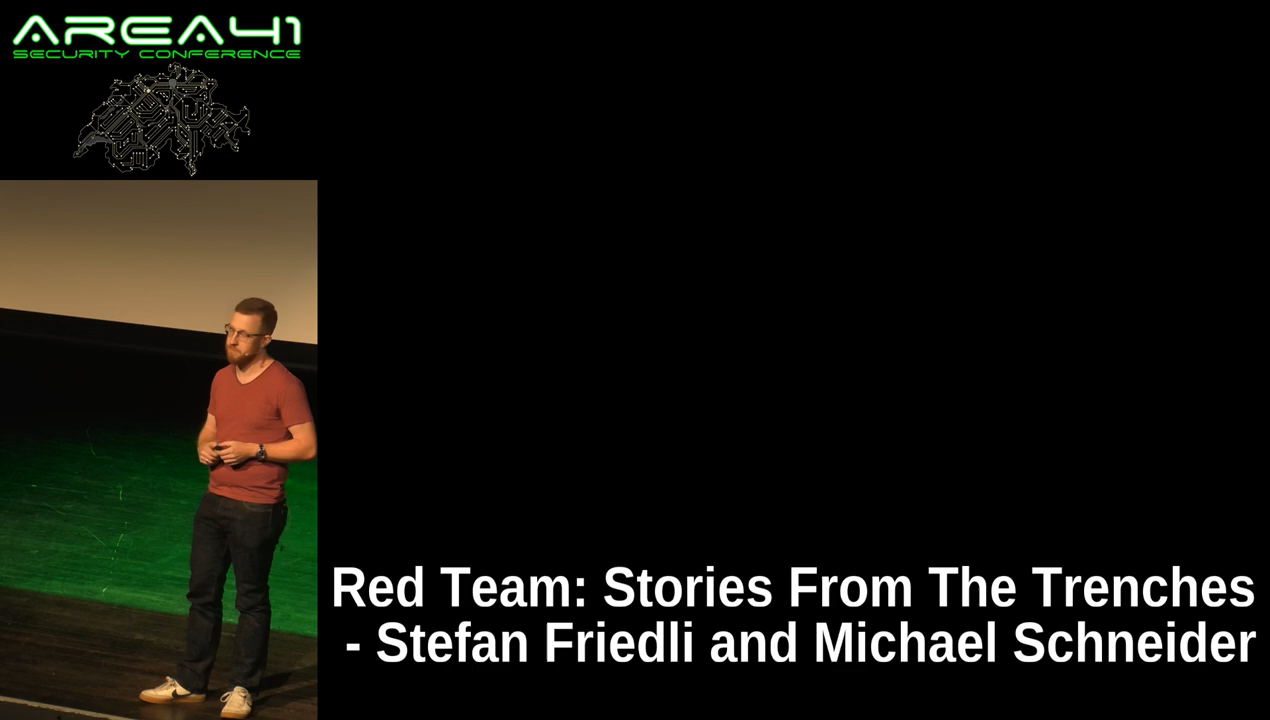 AREA41
SECURITY CONFERENCE
Red Team: Stories From The Trenches
- Stefan Friedli and Michael Schneider